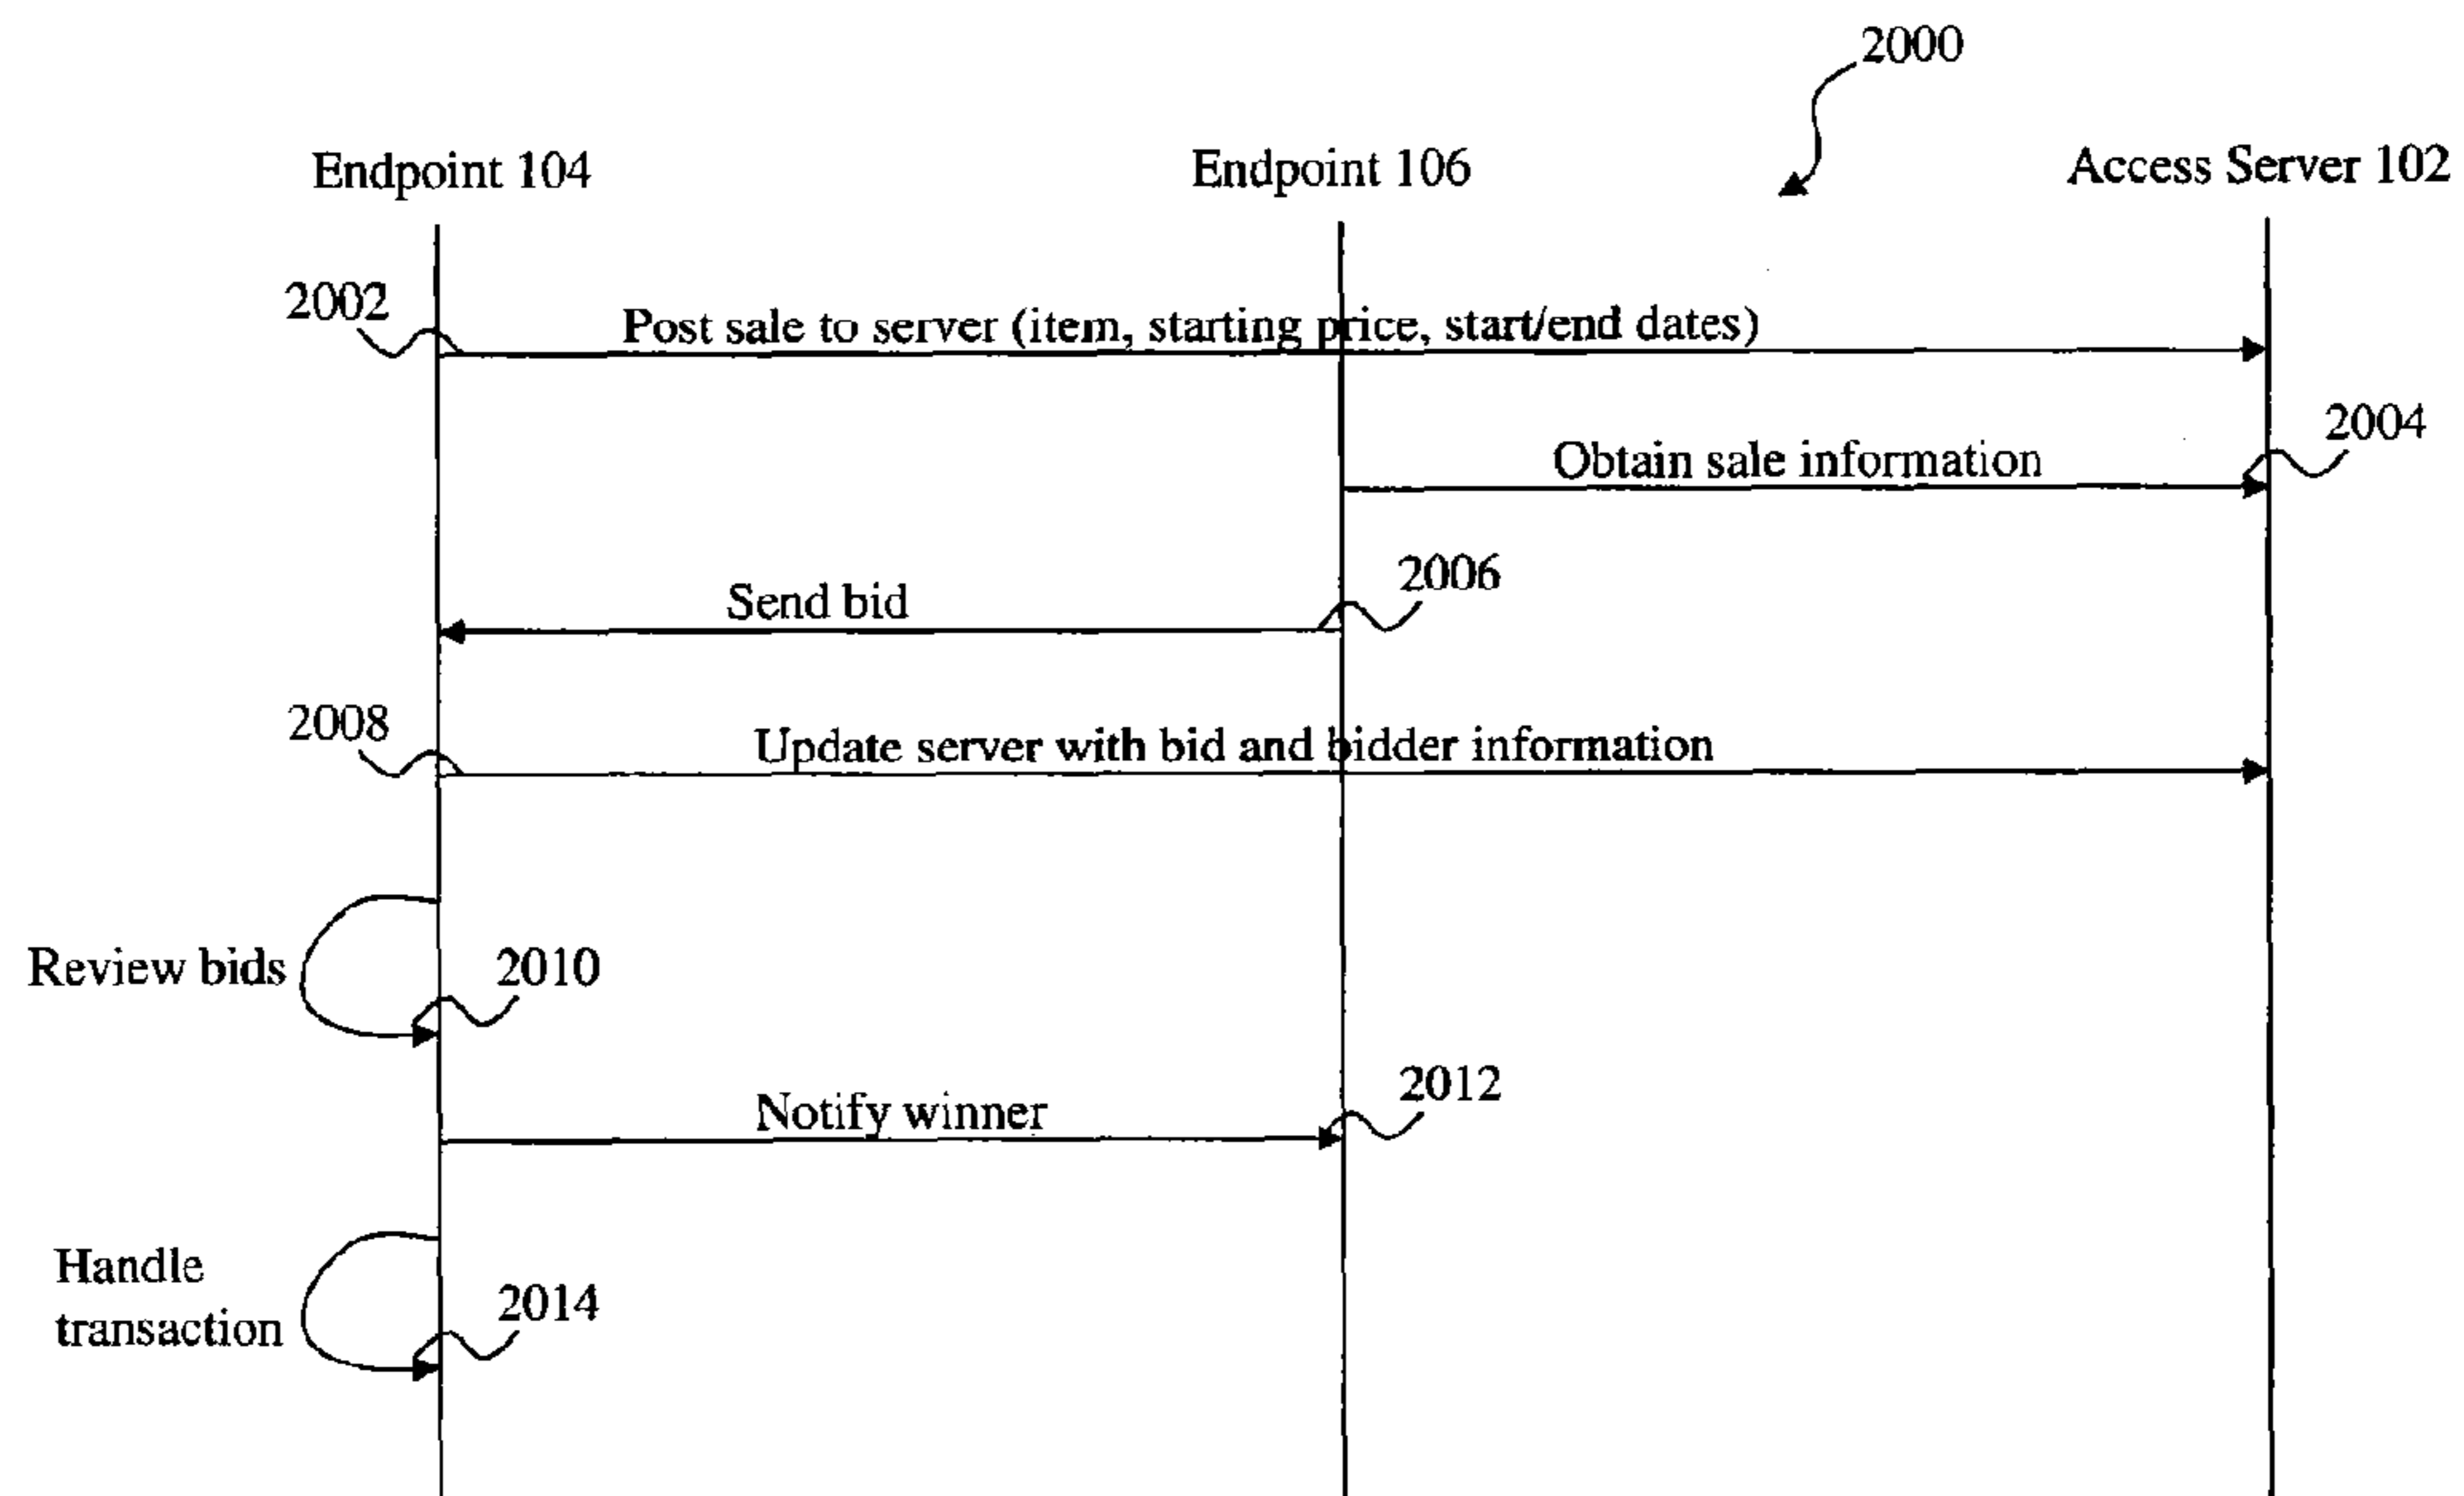 2000
Endpoint 104
Endpoint 106
Access Server 102
2002
Post sale to server (item, starting price, start/end dates)
2004
Obtain sale information
2006
Send bid
2008
Update server with bid and bidder information
Review bids
2010
2012
Notify winner
Handle
transaction
2014